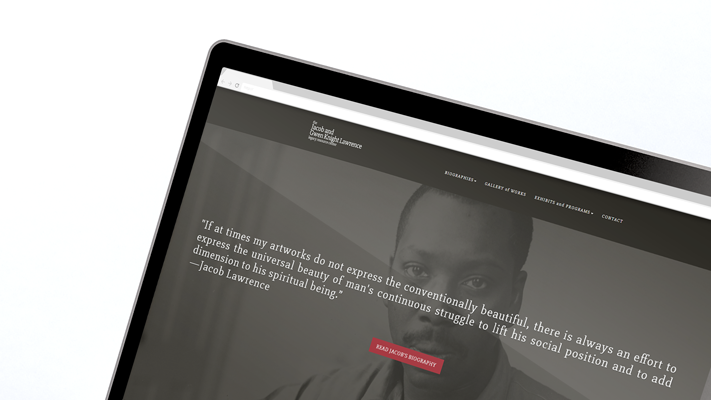 the
Jacob and
Gwen Knight Lawrence
BIOGRAPHIES
GALLERY of WORKS
EXHIBITS and PROGRAMS
CONTACT
"If at times my artworks do not express the conventionally beautiful, there is always an effort to
express the universal beauty of man's continuous struggle to lift his social position and to add
dimension to his spiritual being."
—Jacob Lawrence
READ JACOB'S BIOGRAPHY